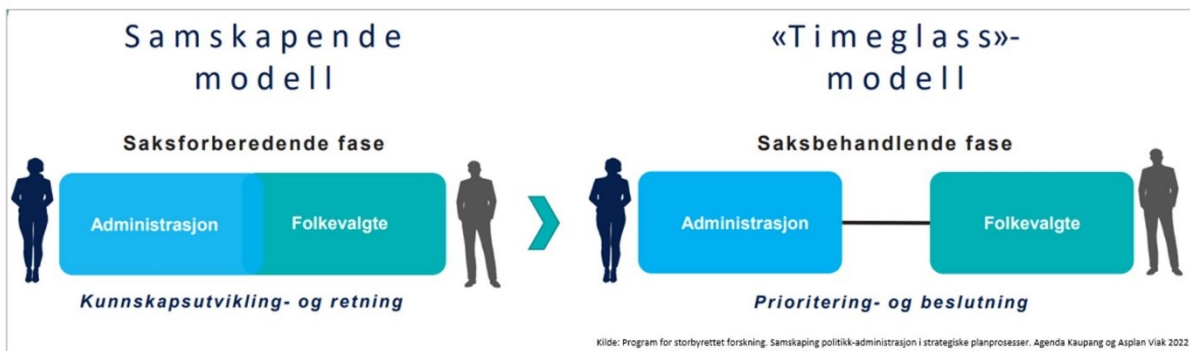 Samskapende
modell
Saksforberedende fase
Administrasjon
Folkevalgte
Kunnskapsutvikling- og retning
«Timeglass»-
modell
Saksbehandlende fase
Administrasjon
Folkevalgte
Prioritering- og beslutning
Kilde: Program for storbyrettet forskning. Samskaping politikk-administrasjon i strategiske planprosesser. Agenda Kaupang og Asplan Viak 2022